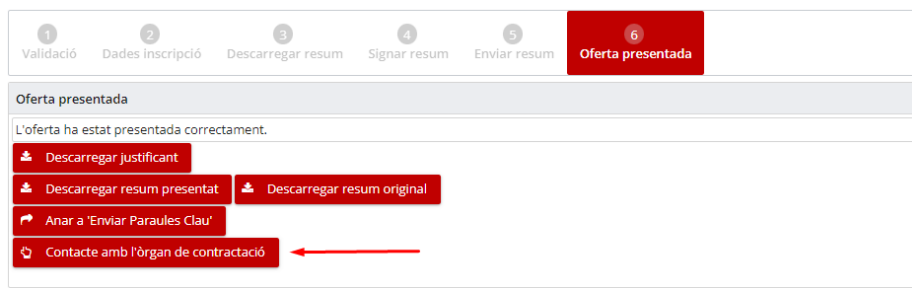 1 2 3 4 5 6
Validació Dades inscripció Descarregar resum Signar resum Enviar resum Oferta presentada
Oferta presentada
L'oferta ha estat presentada correctament.
Descarregar justificant
Descarregar resum presentat Descarregar resum original
Anar a 'Enviar Paraules Clau'
Contacte amb l'òrgan de contractació